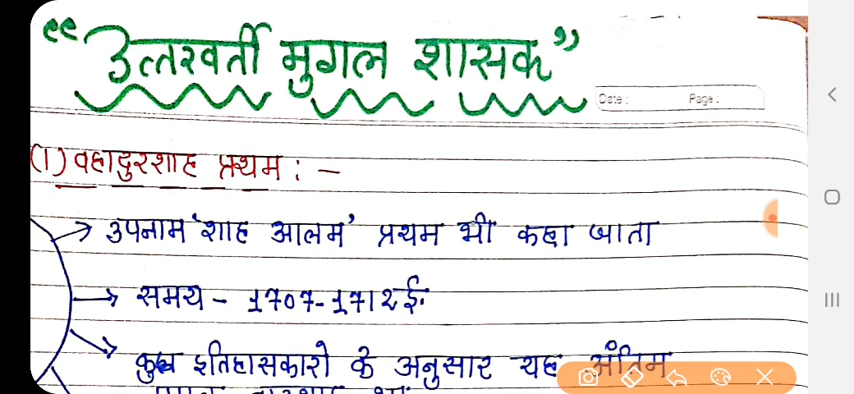 “उत्तरवर्ती मुगल शासक”
Date : Page :
(1) वहादुरशाह प्रथम : –
→ उपनाम ‘शाह आलम’ प्रथम भी कहा जाता
→ समय – 1707-1712 ई.
→ कुछ इतिहासकारो के अनुसार यह अंतिम